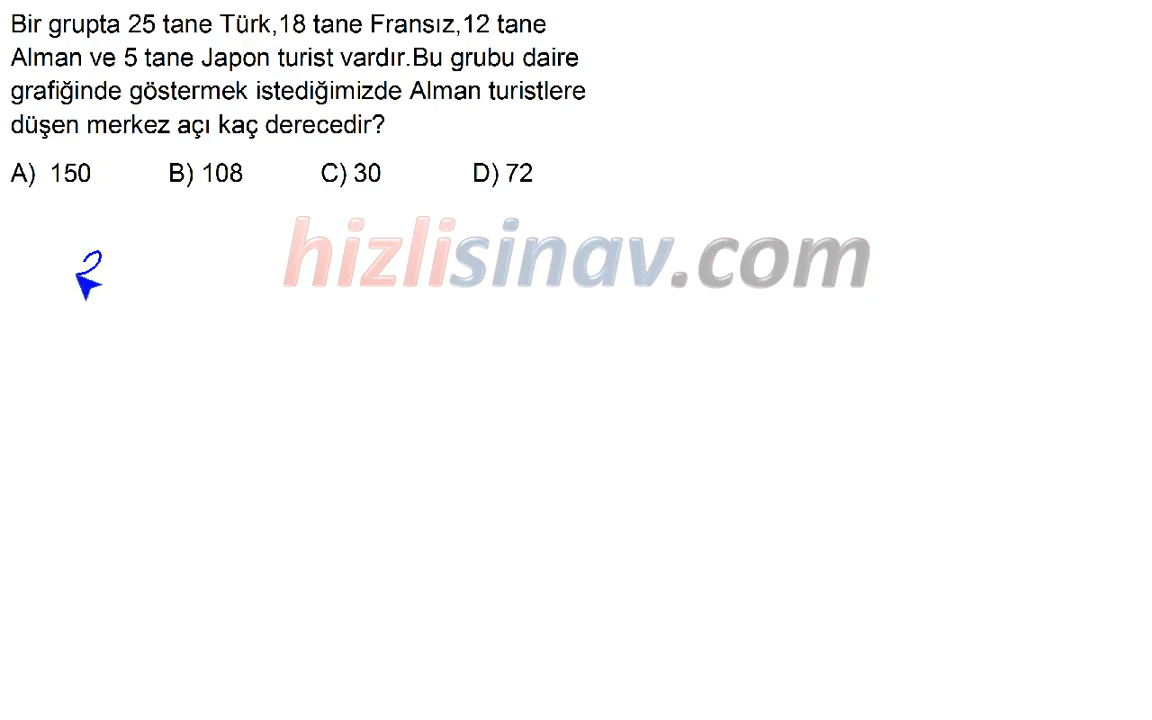 Bir grupta 25 tane Türk,18 tane Fransız,12 tane
Alman ve 5 tane Japon turist vardır.Bu grubu daire
grafiğinde göstermek istediğimizde Alman turistlere
düşen merkez açı kaç derecedir?
A) 150 B) 108 C) 30 D) 72
hizlisinav.com
2